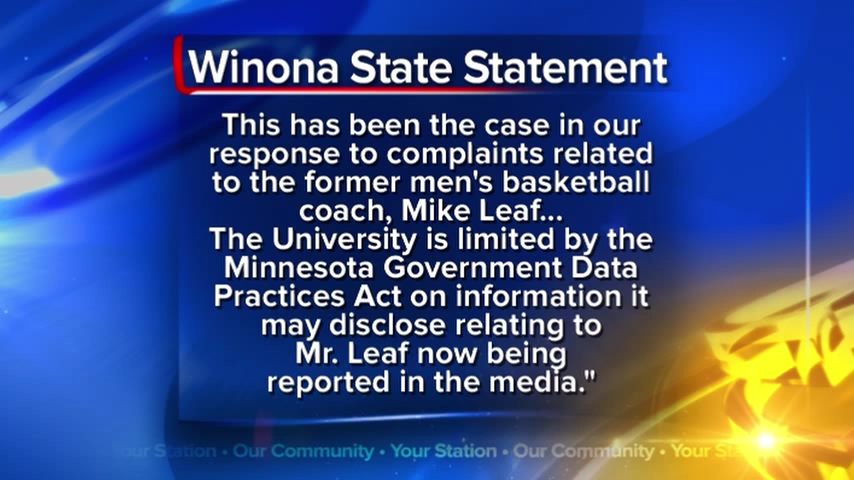 Winona State Statement
This has been the case in our
response to complaints related
to the former men's basketball
coach, Mike Leaf...
The University is limited by the
Minnesota Government Data
Practices Act on information it
may disclose relating to
Mr. Leaf now being
reported in the media."
Your Station • Our Community • Your Station • Our Community • Your Sta